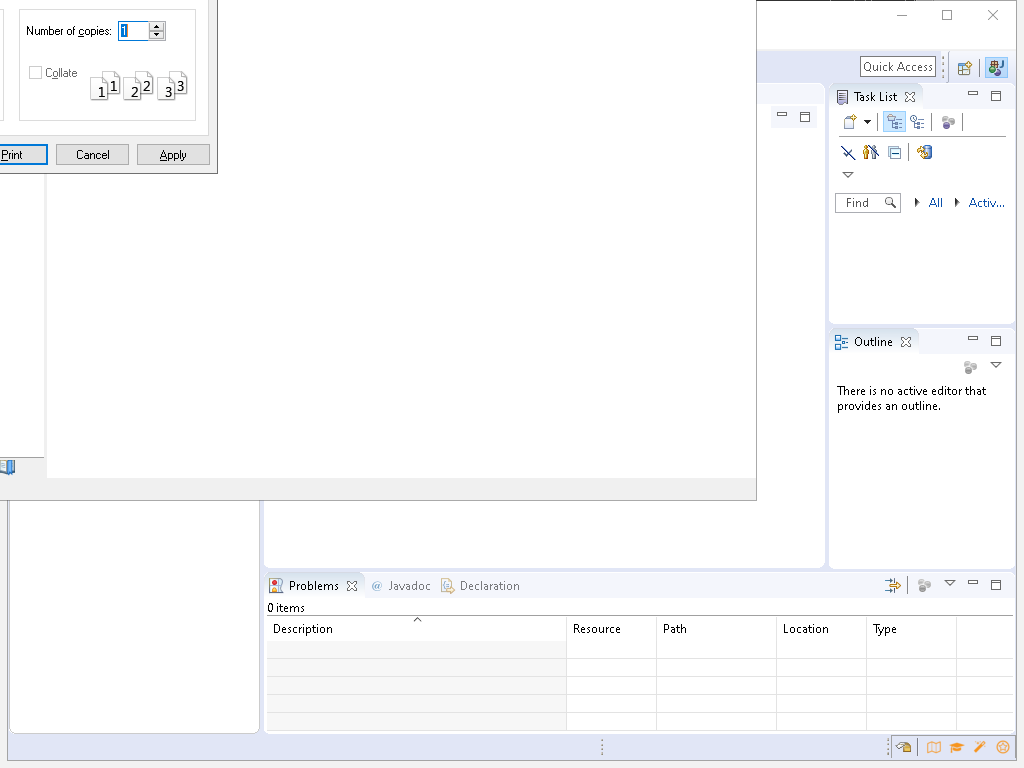 Number of copies: 1
Collate
1 1 2 2 3 3
Print Cancel Apply
Quick Access
Task List
Find All Activ...
Outline
There is no active editor that
provides an outline.
Problems @ Javadoc Declaration
0 items
Description Resource Path Location Type